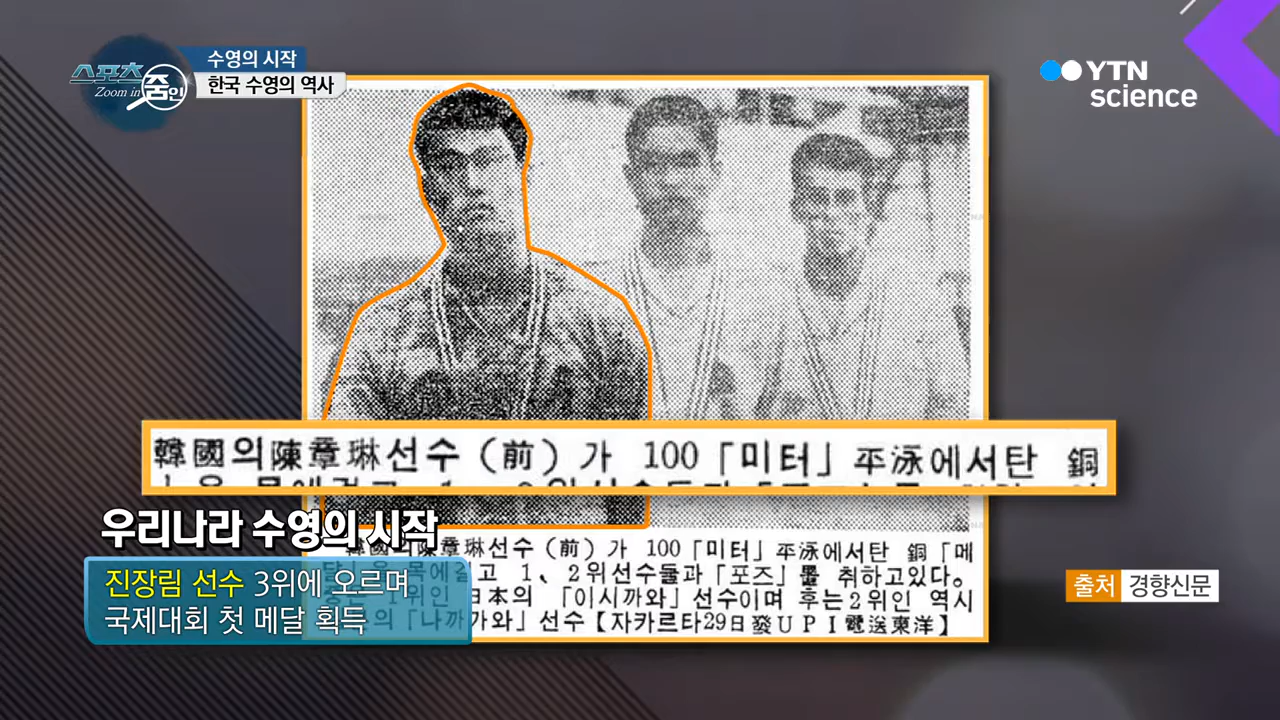 스포츠
Zoom in
줌인
수영의 시작
한국 수영의 역사
YTN
science
韓國의陳章琳선수（前）가 100「미터」平泳에서탄 銅
우리나라 수영의 시작
진장림 선수 3위에 오르며
국제대회 첫 메달 획득
韓國의陳章琳선수（前）가 100「미터」平泳에서탄 銅「메
목에걸고 1、2위선수들과「포즈」를 취하고있다。
1위인 日本의「이시까와」선수이며 후는2위인 역시
의「나까가와」선수【자카르타29日發UPI電送東洋】
출처 경향신문